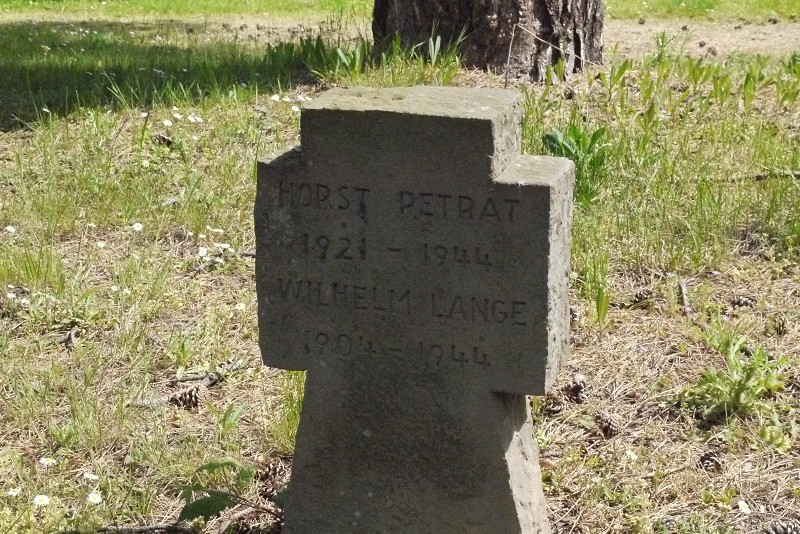 HORST PETRAT
1921 - 1944
WILHELM LANGE
1904 - 1944